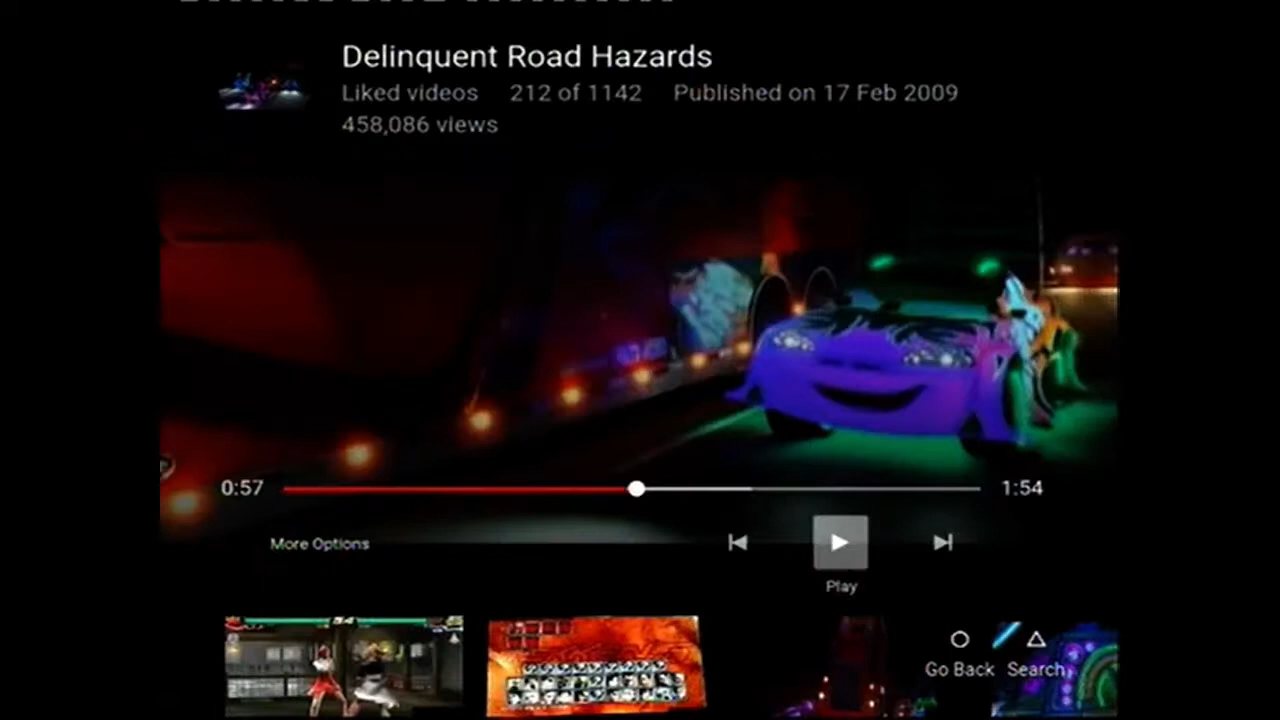 Delinquent Road Hazards
Liked videos 212 of 1142 Published on 17 Feb 2009
458,086 views
0:57
1:54
More Options
Play
54
Go Back Search